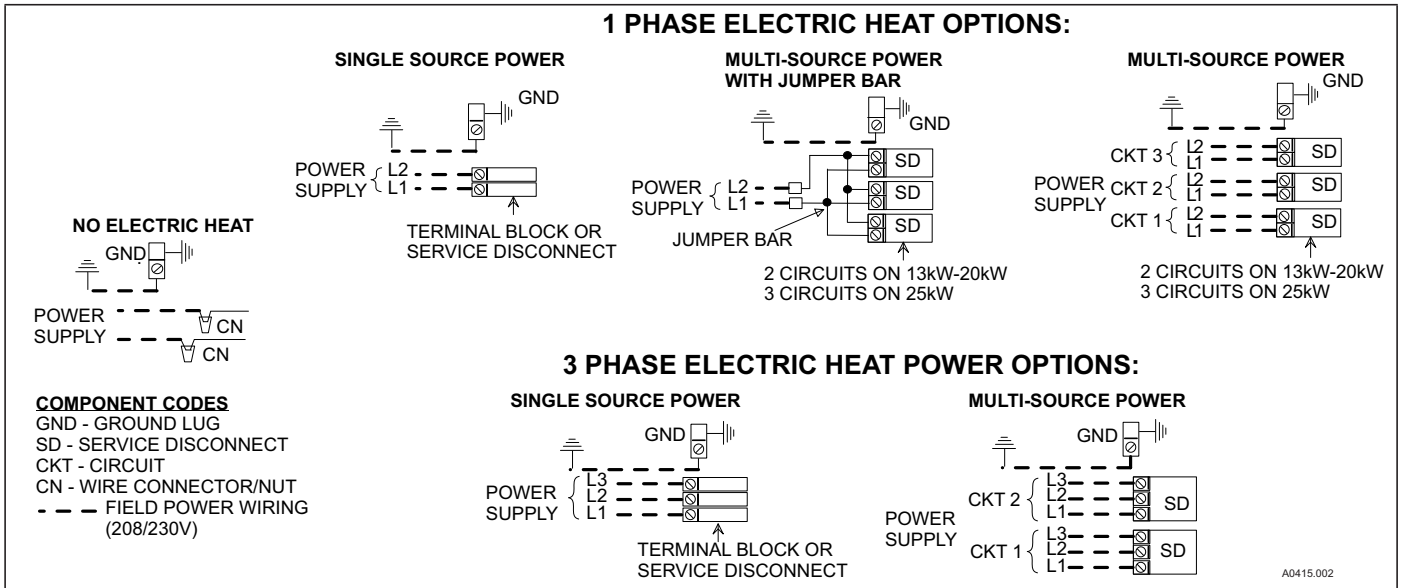 1 PHASE ELECTRIC HEAT OPTIONS:
SINGLE SOURCE POWER
GND
POWER
SUPPLY
L2
L1
TERMINAL BLOCK OR
SERVICE DISCONNECT
MULTI-SOURCE POWER
WITH JUMPER BAR
GND
POWER
SUPPLY
L2
L1
SD
SD
SD
JUMPER BAR
2 CIRCUITS ON 13kW-20kW
3 CIRCUITS ON 25kW
MULTI-SOURCE POWER
GND
POWER
SUPPLY
CKT 3
L2
L1
SD
CKT 2
L2
L1
SD
CKT 1
L2
L1
SD
2 CIRCUITS ON 13kW-20kW
3 CIRCUITS ON 25kW
NO ELECTRIC HEAT
GND
POWER
SUPPLY
CN
CN
COMPONENT CODES
GND - GROUND LUG
SD - SERVICE DISCONNECT
CKT - CIRCUIT
CN - WIRE CONNECTOR/NUT
FIELD POWER WIRING
(208/230V)
3 PHASE ELECTRIC HEAT POWER OPTIONS:
SINGLE SOURCE POWER
GND
POWER
SUPPLY
L3
L2
L1
TERMINAL BLOCK OR
SERVICE DISCONNECT
MULTI-SOURCE POWER
GND
POWER
SUPPLY
CKT 2
L3
L2
L1
SD
CKT 1
L3
L2
L1
SD
A0415.002